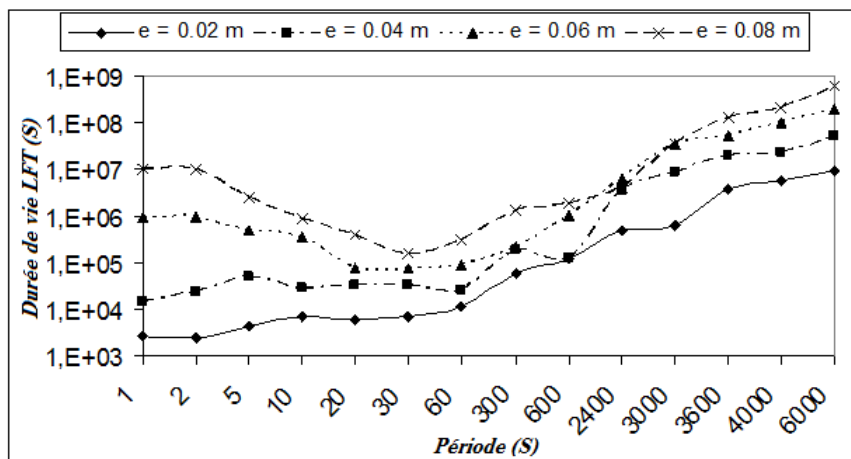 e = 0.02 m e = 0.04 m e = 0.06 m e = 0.08 m
Durée de vie LFT (S)
1,E+09
1,E+08
1,E+07
1,E+06
1,E+05
1,E+04
1,E+03
1 2 5 10 20 30 60 300 600 2400 3000 3600 4000 6000
Période (S)